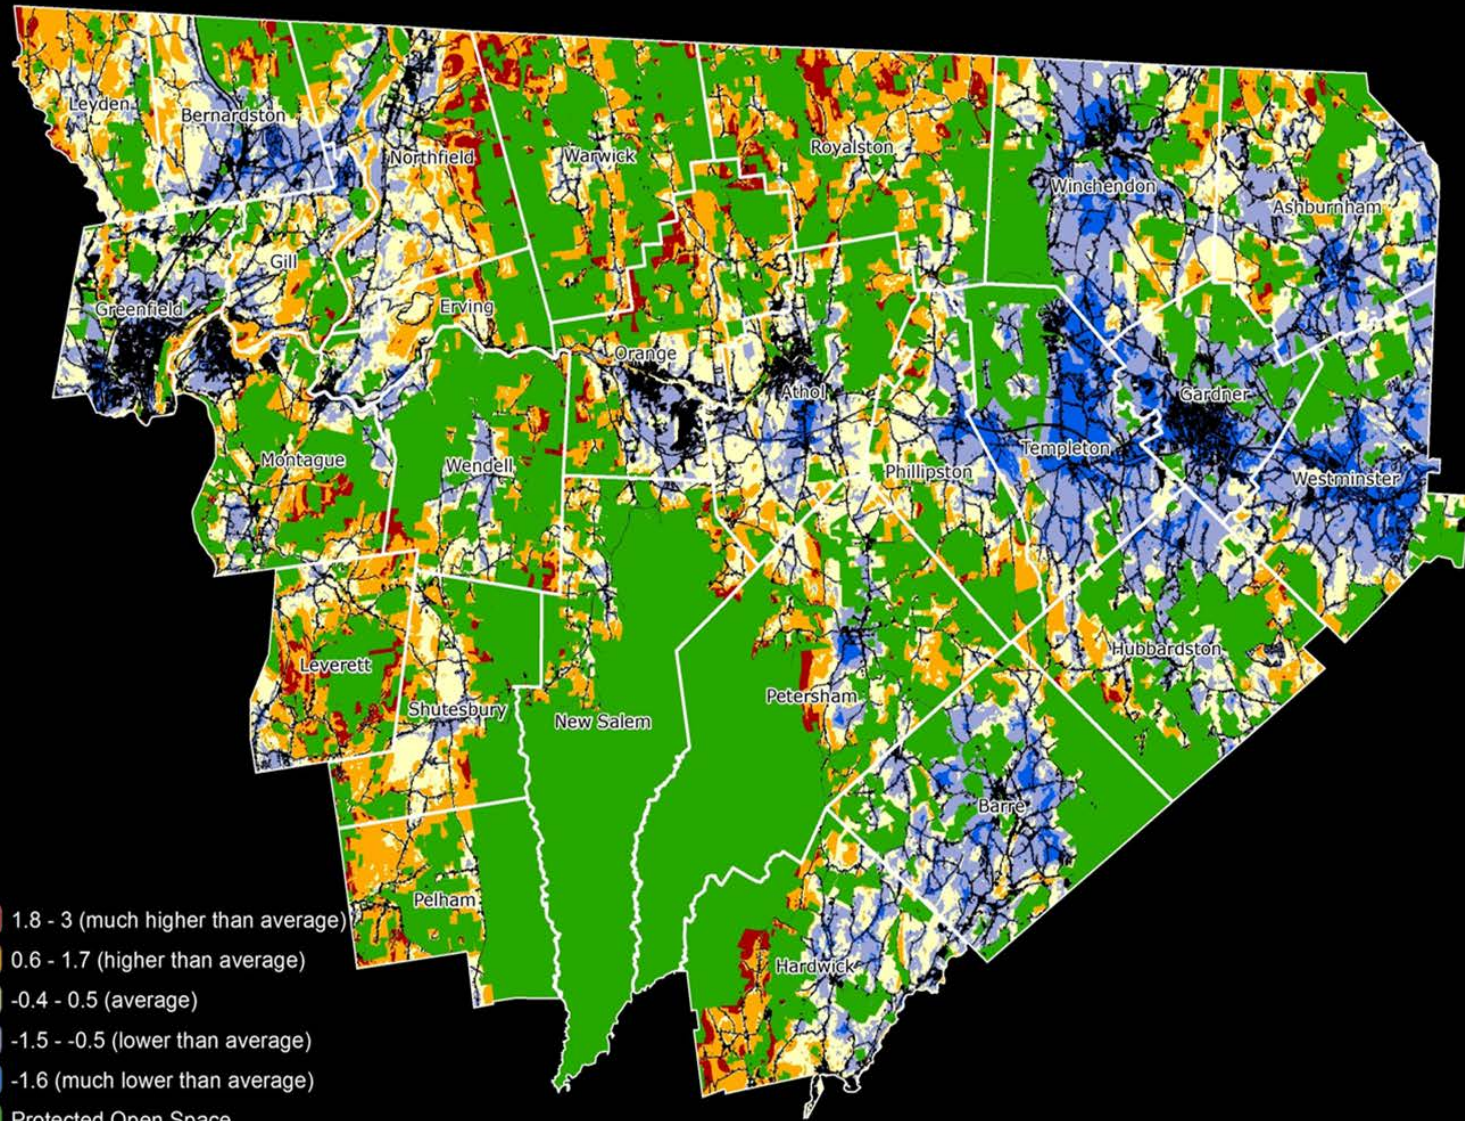 Leyden
Bernardston
Northfield
Warwick
Royalston
Winchendon
Ashburnham
Gill
Greenfield
Erving
Orange
Athol
Gardner
Montague
Wendell
Phillipston
Templeton
Westminster
Leverett
Shutesbury
New Salem
Petersham
Hubbardston
Barre
Pelham
Hardwick
1.8 - 3 (much higher than average)
0.6 - 1.7 (higher than average)
-0.4 - 0.5 (average)
-1.5 - -0.5 (lower than average)
-1.6 (much lower than average)
Protected Open Space